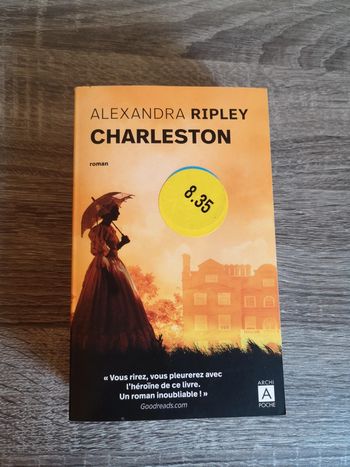 ALEXANDRA RIPLEY
CHARLESTON
roman
8.35
« Vous rirez, vous pleurerez avec
l'héroïne de ce livre.
Un roman inoubliable ! »
Goodreads.com
ARCHI
A
POCHE